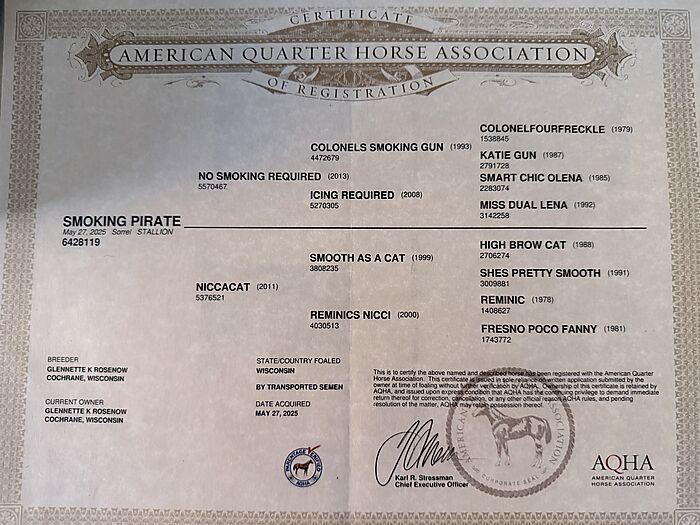 CERTIFICATE
AMERICAN QUARTER HORSE ASSOCIATION
OF REGISTRATION
COLONELFOURFRECKLE (1979)
1538845
COLONELS SMOKING GUN (1993)
4472679
KATIE GUN (1987)
2791728
NO SMOKING REQUIRED (2013)
5570467
SMART CHIC OLENA (1985)
2283074
ICING REQUIRED (2008)
5270305
MISS DUAL LENA (1992)
3142258
SMOKING PIRATE
May 27, 2025 Sorrel STALLION
6428119
HIGH BROW CAT (1988)
2706274
SMOOTH AS A CAT (1999)
3808235
SHES PRETTY SMOOTH (1991)
3009881
NICCACAT (2011)
5376521
REMINIC (1978)
1408627
REMINICS NICCI (2000)
4030513
FRESNO POCO FANNY (1981)
1743772
BREEDER
GLENNETTE K ROSENOW
COCHRANE, WISCONSIN
CURRENT OWNER
GLENNETTE K ROSENOW
COCHRANE, WISCONSIN
STATE/COUNTRY FOALED
WISCONSIN
BY TRANSPORTED SEMEN
DATE ACQUIRED
MAY 27, 2025
PARENTAGE VERIFIED
AQHA
This is to certify the above named and described horse has been registered with the American Quarter
Horse Association. This certificate is issued in sole reliance on written application submitted by the
owner at time of foaling without further verification by AQHA. Ownership of this certificate is retained by
AQHA, and issued upon express condition that AQHA has the continuing privilege to demand immediate
return thereof for correction, cancellation, or any other official reason AQHA rules, and pending
resolution of the matter, AQHA may retain possession thereof.
Karl R. Stressman
Chief Executive Officer
AMERICAN QUARTER HORSE ASSOCIATION
CORPORATE SEAL
AQHA
AMERICAN QUARTER
HORSE ASSOCIATION